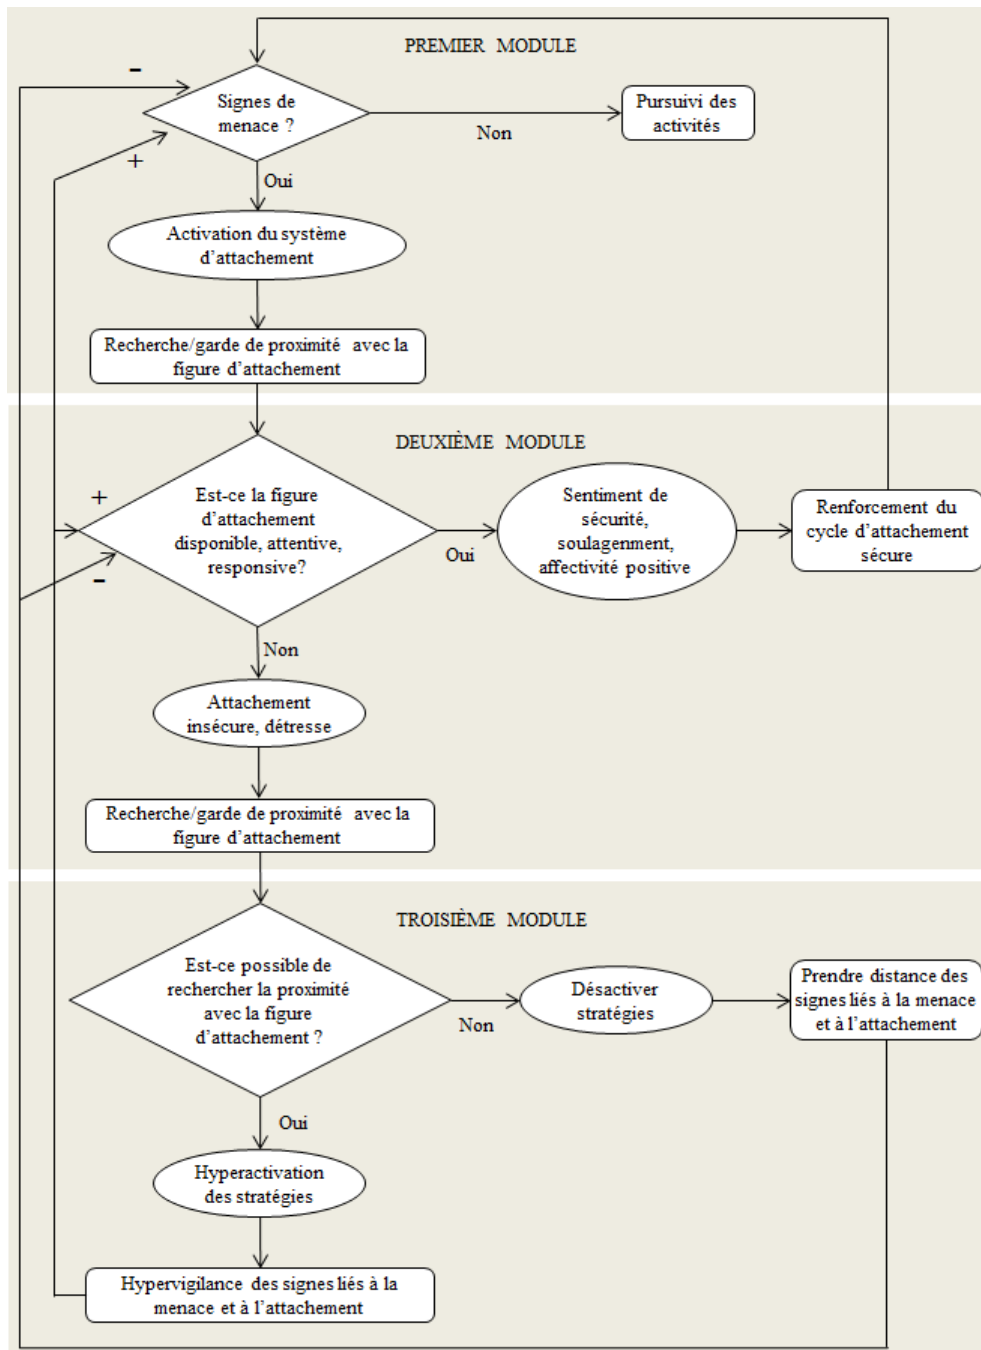 PREMIER MODULE
–
Signes de
menace ?
Non
Pursuivi des
activités
+
Oui
Activation du système
d'attachement
Recherche/garde de proximité avec la
figure d'attachement
DEUXIÈME MODULE
+
Est-ce la figure
d'attachement
disponible, attentive,
responsive?
–
Oui
Sentiment de
sécurité,
soulagenment,
affectivité positive
Renforcement du
cycle d'attachement
sécure
Non
Attachement
insécure, détresse
Recherche/garde de proximité avec la
figure d'attachement
TROISIÈME MODULE
Est-ce possible de
rechercher la proximité
avec la figure
d'attachement ?
Non
Désactiver
stratégies
Prendre distance des
signes liés à la menace
et à l'attachement
Oui
Hyperactivation
des stratégies
Hypervigilance des signes liés à la
menace et à l'attachement